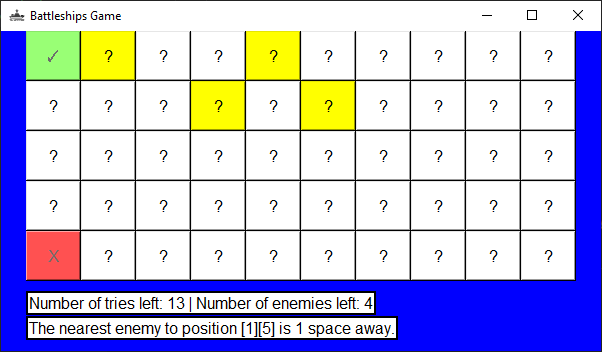 Battleships Game
✓ ? ? ? ? ? ? ? ? ?
? ? ? ? ? ? ? ? ? ?
? ? ? ? ? ? ? ? ? ?
? ? ? ? ? ? ? ? ? ?
X ? ? ? ? ? ? ? ? ?
Number of tries left: 13 | Number of enemies left: 4
The nearest enemy to position [1][5] is 1 space away.